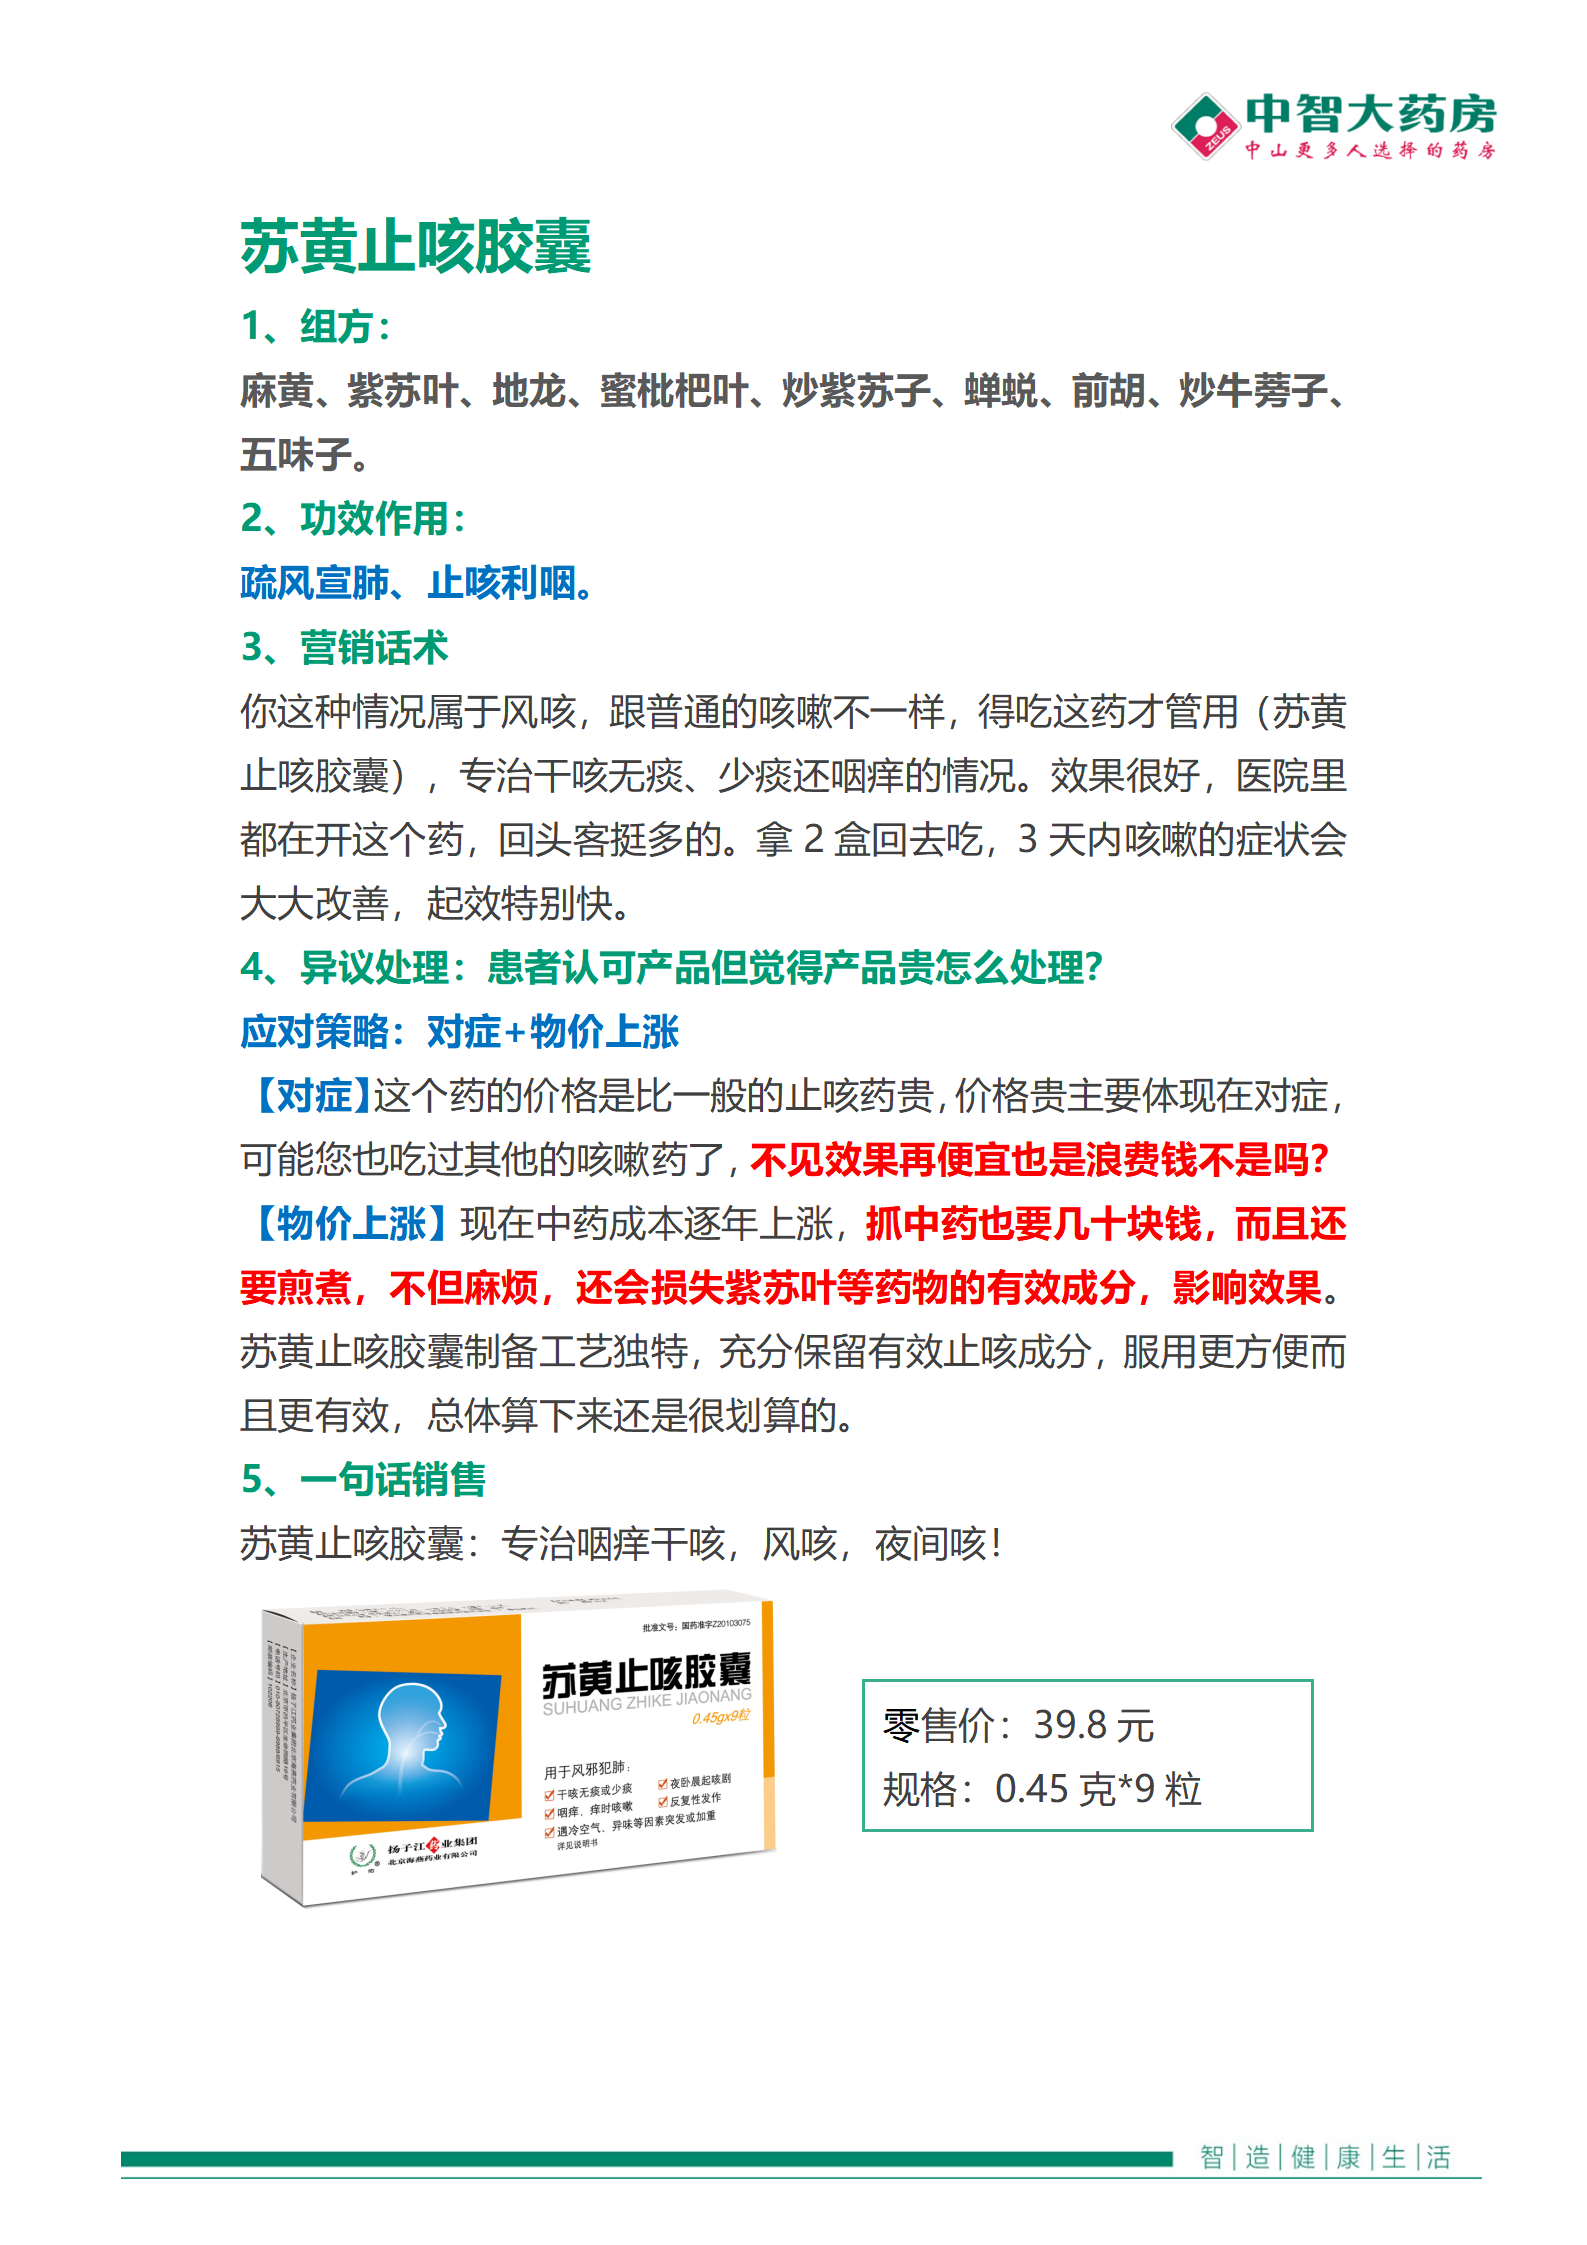 中智大药房
ZEUS
中山更多人选择的药房
苏黄止咳胶囊
1、组方：
麻黄、紫苏叶、地龙、蜜枇杷叶、炒紫苏子、蝉蜕、前胡、炒牛蒡子、
五味子。
2、功效作用：
疏风宣肺、止咳利咽。
3、营销话术
你这种情况属于风咳，跟普通的咳嗽不一样，得吃这药才管用（苏黄
止咳胶囊），专治干咳无痰、少痰还咽痒的情况。效果很好，医院里
都在开这个药，回头客挺多的。拿 2 盒回去吃，3 天内咳嗽的症状会
大大改善，起效特别快。
4、异议处理：患者认可产品但觉得产品贵怎么处理？
应对策略：对症+物价上涨
【对症】这个药的价格是比一般的止咳药贵，价格贵主要体现在对症，
可能您也吃过其他的咳嗽药了，不见效果再便宜也是浪费钱不是吗？
【物价上涨】现在中药成本逐年上涨，抓中药也要几十块钱，而且还
要煎煮，不但麻烦，还会损失紫苏叶等药物的有效成分，影响效果。
苏黄止咳胶囊制备工艺独特，充分保留有效止咳成分，服用更方便而
且更有效，总体算下来还是很划算的。
5、一句话销售
苏黄止咳胶囊：专治咽痒干咳，风咳，夜间咳！
批准文号：国药准字Z20103075
苏黄止咳胶囊
SUHUANG ZHIKE JIAONANG
0.45gx9粒
用于风邪犯肺：
干咳无痰或少痰 夜卧晨起咳剧
咽痒、痒时咳嗽 反复性发作
遇冷空气、异味等因素突发或加重
详见说明书
扬子江药业集团
北京海燕药业有限公司
零售价：39.8 元
规格：0.45 克*9 粒
智|造|健|康|生|活